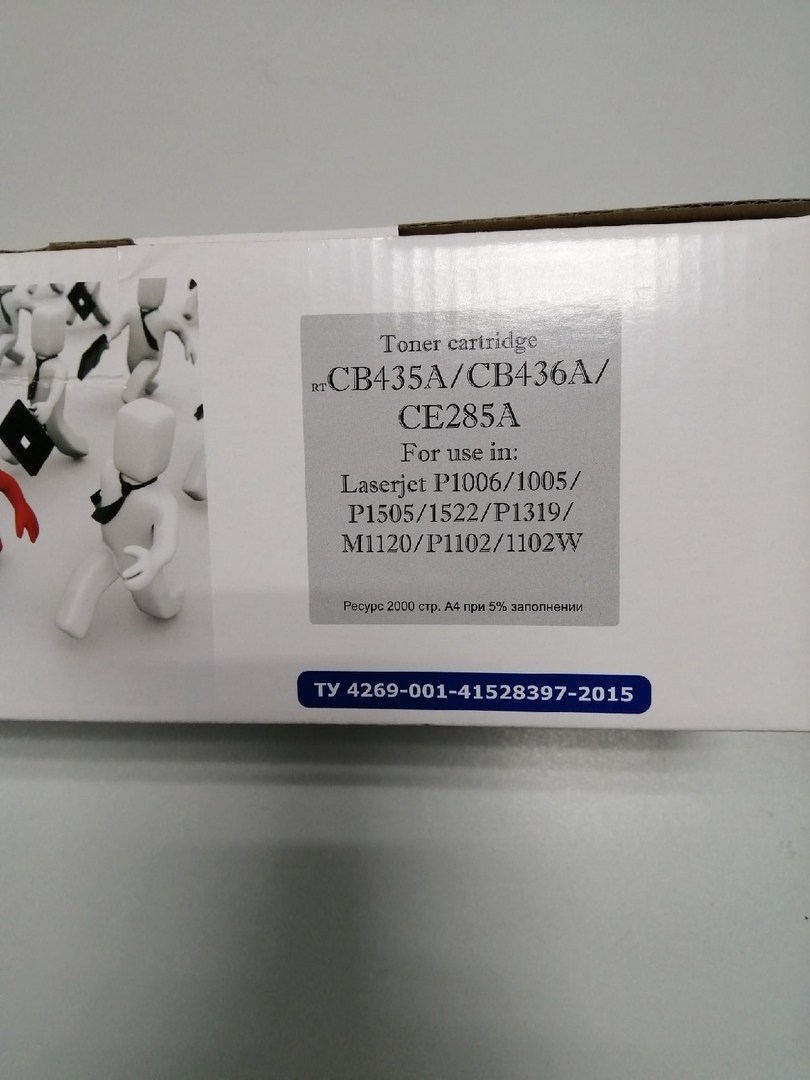 Toner cartridge
RTCB435A/CB436A/
CE285A
For use in:
Laserjet P1006/1005/
P1505/1522/P1319/
M1120/P1102/1102W
Ресурс 2000 стр. А4 при 5% заполнении
ТУ 4269-001-41528397-2015